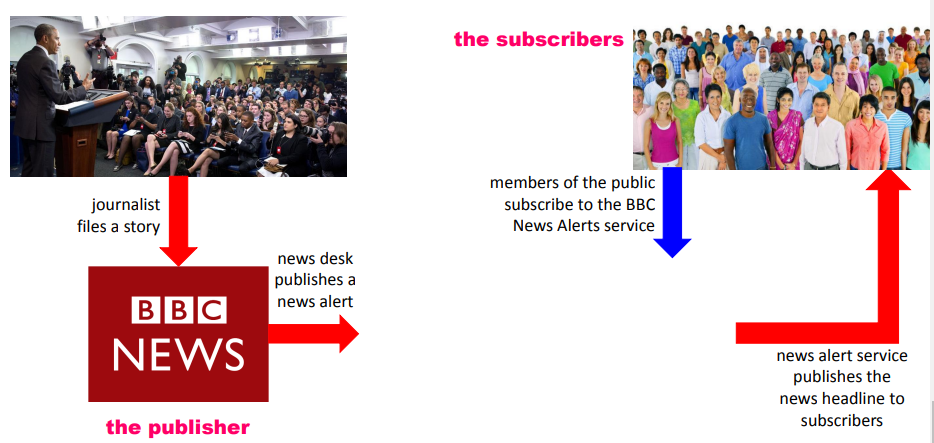 the subscribers
members of the public
subscribe to the BBC
News Alerts service
journalist
files a story
news desk
publishes a
news alert
BBC
NEWS
the publisher
news alert service
publishes the
news headline to
subscribers